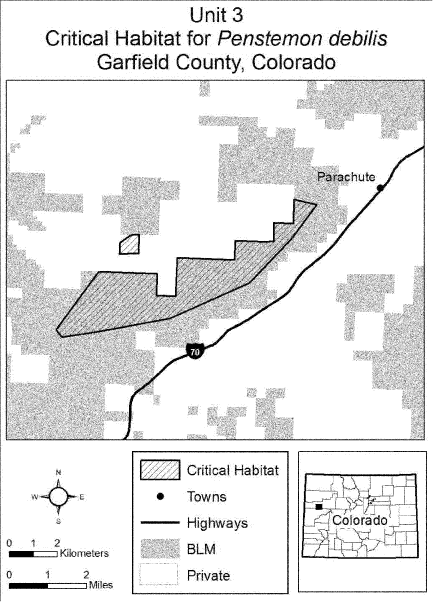 Unit 3
Critical Habitat for Penstemon debilis
Garfield County, Colorado
Parachute
70
N
W E
S
0 1 2
Kilometers
0 1 2
Miles
Critical Habitat
Towns
Highways
BLM
Private
Colorado